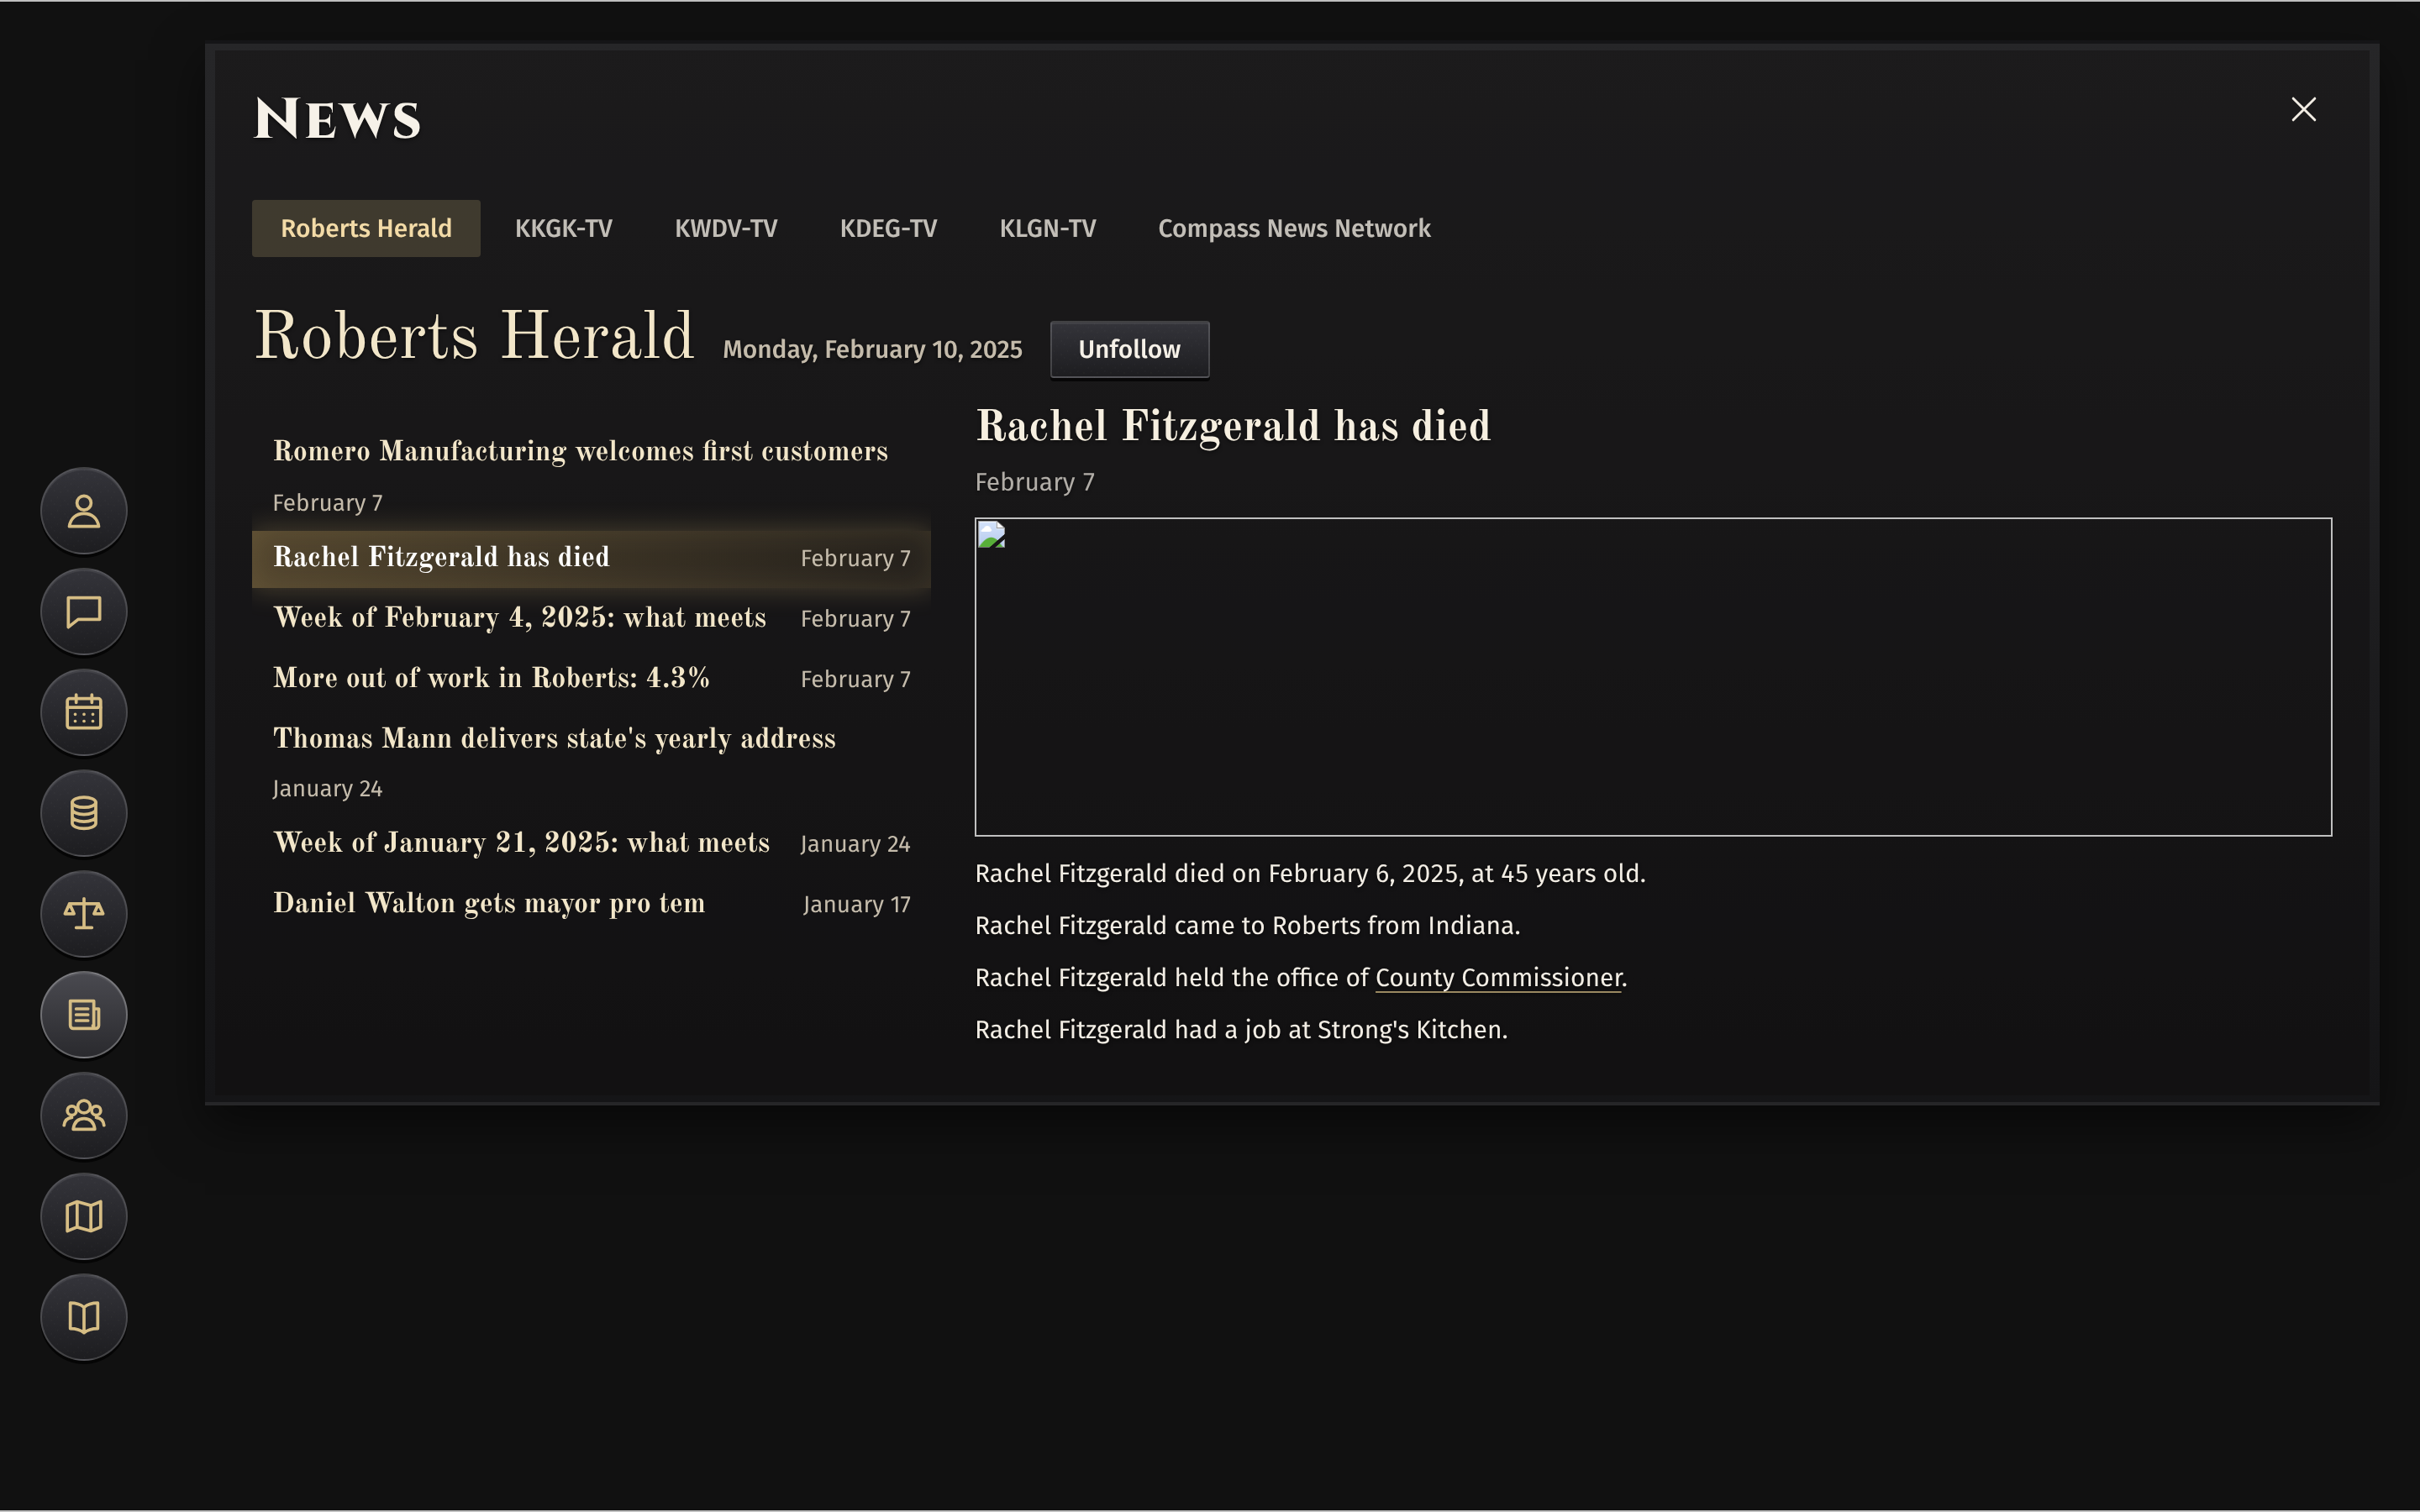 News
Roberts Herald KKGK-TV KWDV-TV KDEG-TV KLGN-TV Compass News Network
Roberts Herald Monday, February 10, 2025 Unfollow
Romero Manufacturing welcomes first customers
February 7
Rachel Fitzgerald has died February 7
Week of February 4, 2025: what meets February 7
More out of work in Roberts: 4.3% February 7
Thomas Mann delivers state's yearly address
January 24
Week of January 21, 2025: what meets January 24
Daniel Walton gets mayor pro tem January 17
Rachel Fitzgerald has died
February 7
Rachel Fitzgerald died on February 6, 2025, at 45 years old.
Rachel Fitzgerald came to Roberts from Indiana.
Rachel Fitzgerald held the office of County Commissioner.
Rachel Fitzgerald had a job at Strong's Kitchen.